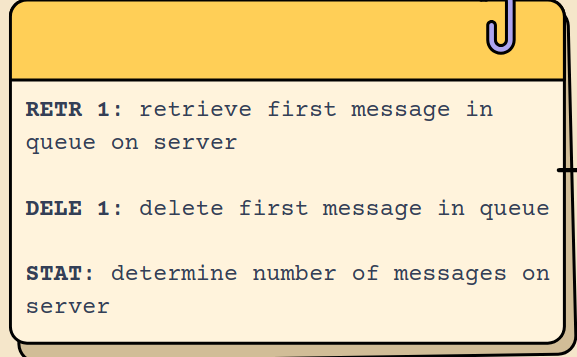 RETR 1: retrieve first message in
queue on server
DELE 1: delete first message in queue
STAT: determine number of messages on
server